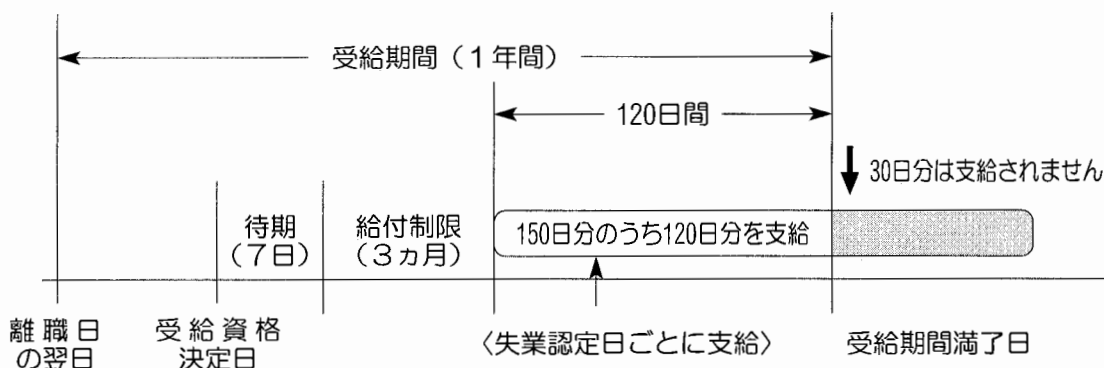 受給期間（１年間）
120日間
30日分は支給されません
待期
（７日）
給付制限
（３ヵ月）
150日分のうち120日分を支給
離職日
の翌日
受給資格
決定日
〈失業認定日ごとに支給〉
受給期間満了日